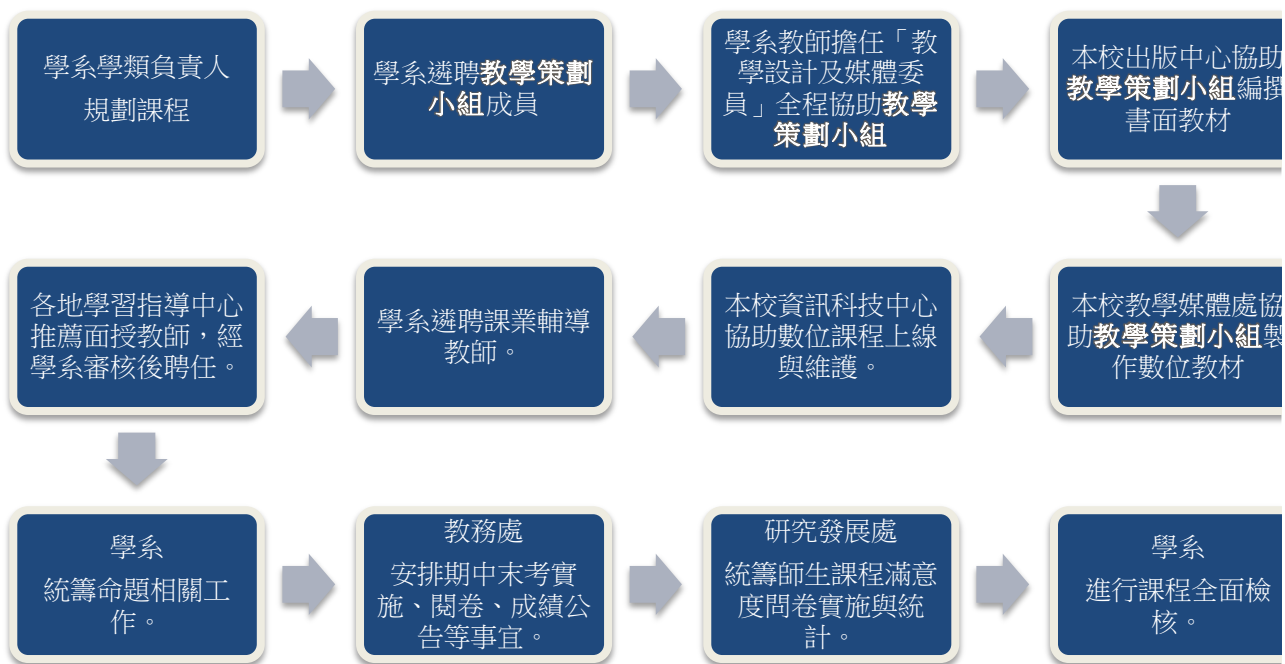 學系學類負責人
規劃課程
學系遴聘教學策劃
小組成員
學系教師擔任「教
學設計及媒體委
員」全程協助教學
策劃小組
本校出版中心協助
教學策劃小組編撰
書面教材
本校教學媒體處協
助教學策劃小組製
作數位教材
本校資訊科技中心
協助數位課程上線
與維護。
學系遴聘課業輔導
教師。
各地學習指導中心
推薦面授教師，經
學系審核後聘任。
學系
統籌命題相關工
作。
教務處
安排期中末考實
施、閱卷、成績公
告等事宜。
研究發展處
統籌師生課程滿意
度問卷實施與統
計。
學系
進行課程全面檢
核。